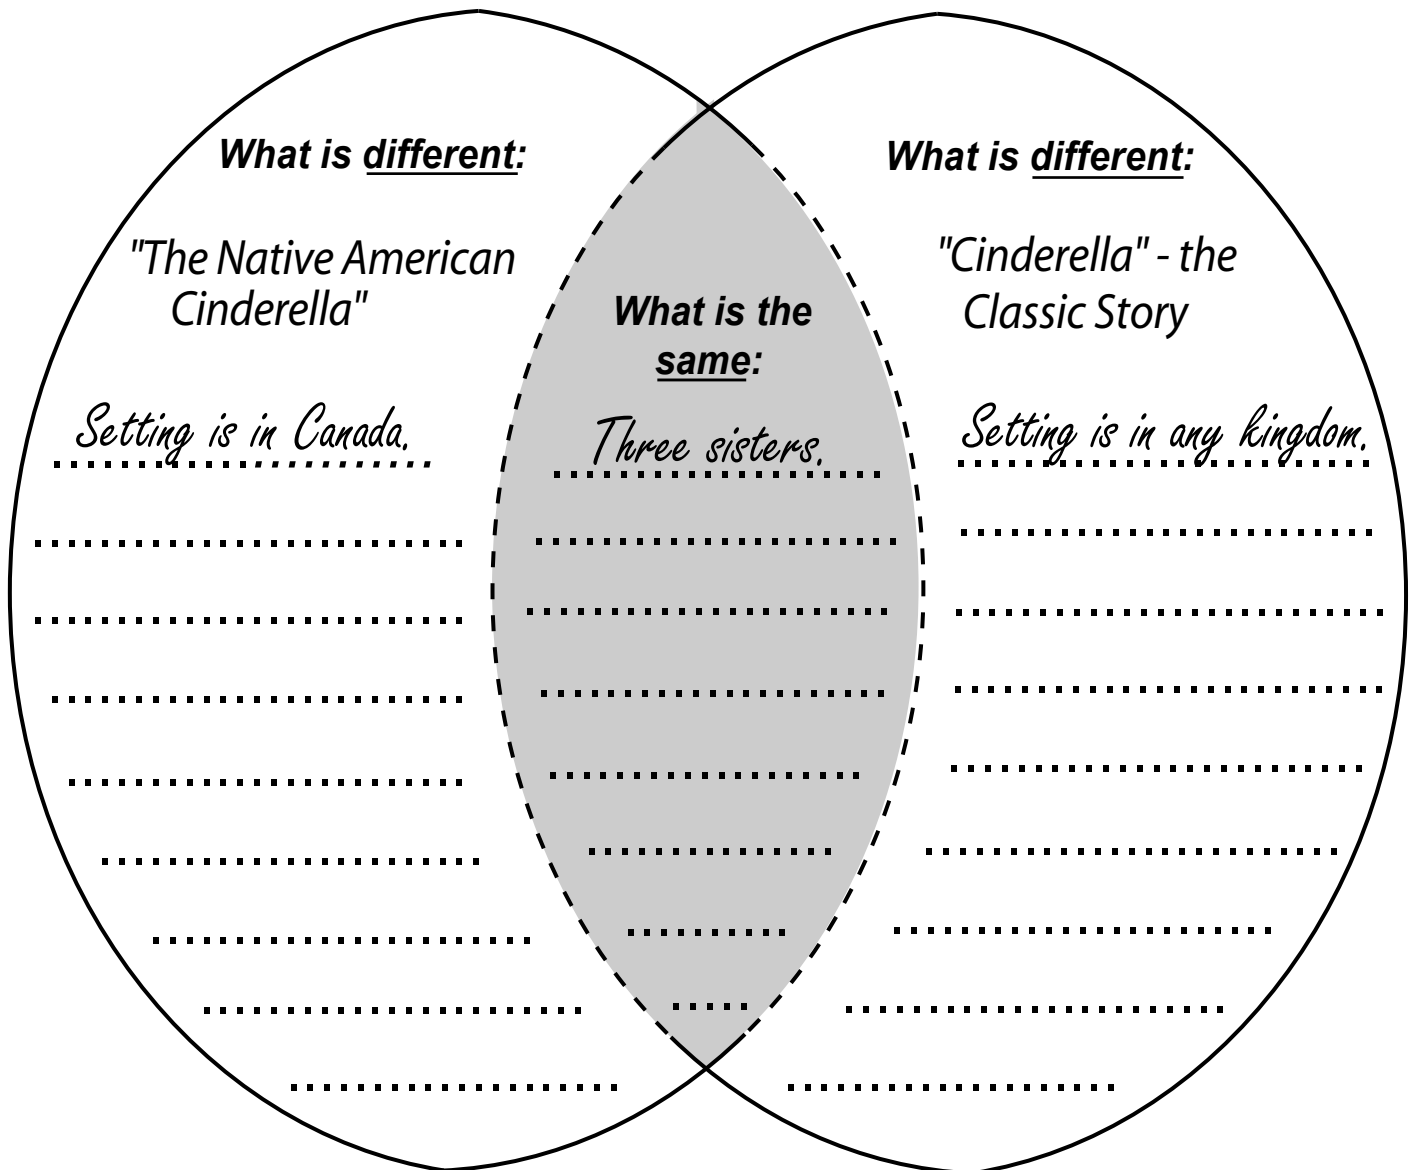 What is different:
"The Native American
Cinderella"
Setting is in Canada.
What is the
same:
Three sisters.
What is different:
"Cinderella" - the
Classic Story
Setting is in any kingdom.